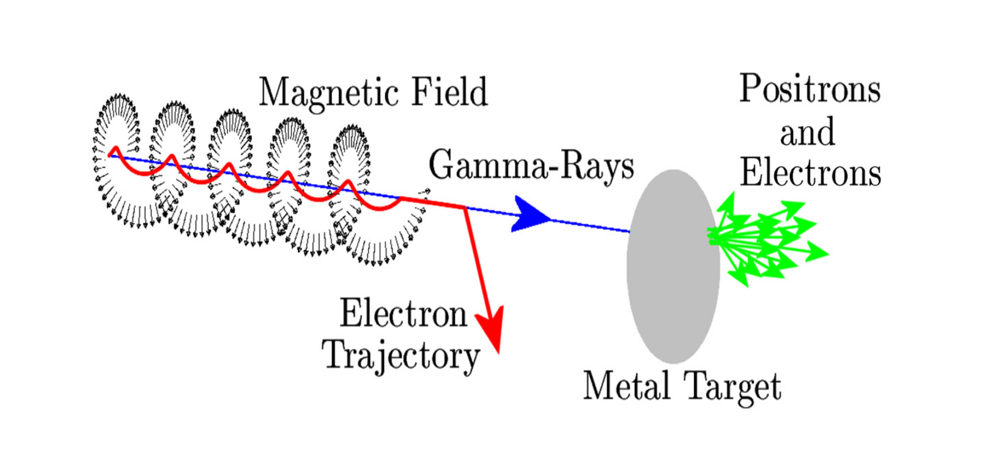 Magnetic Field
Gamma-Rays
Positrons
and
Electrons
Electron
Trajectory
Metal Target